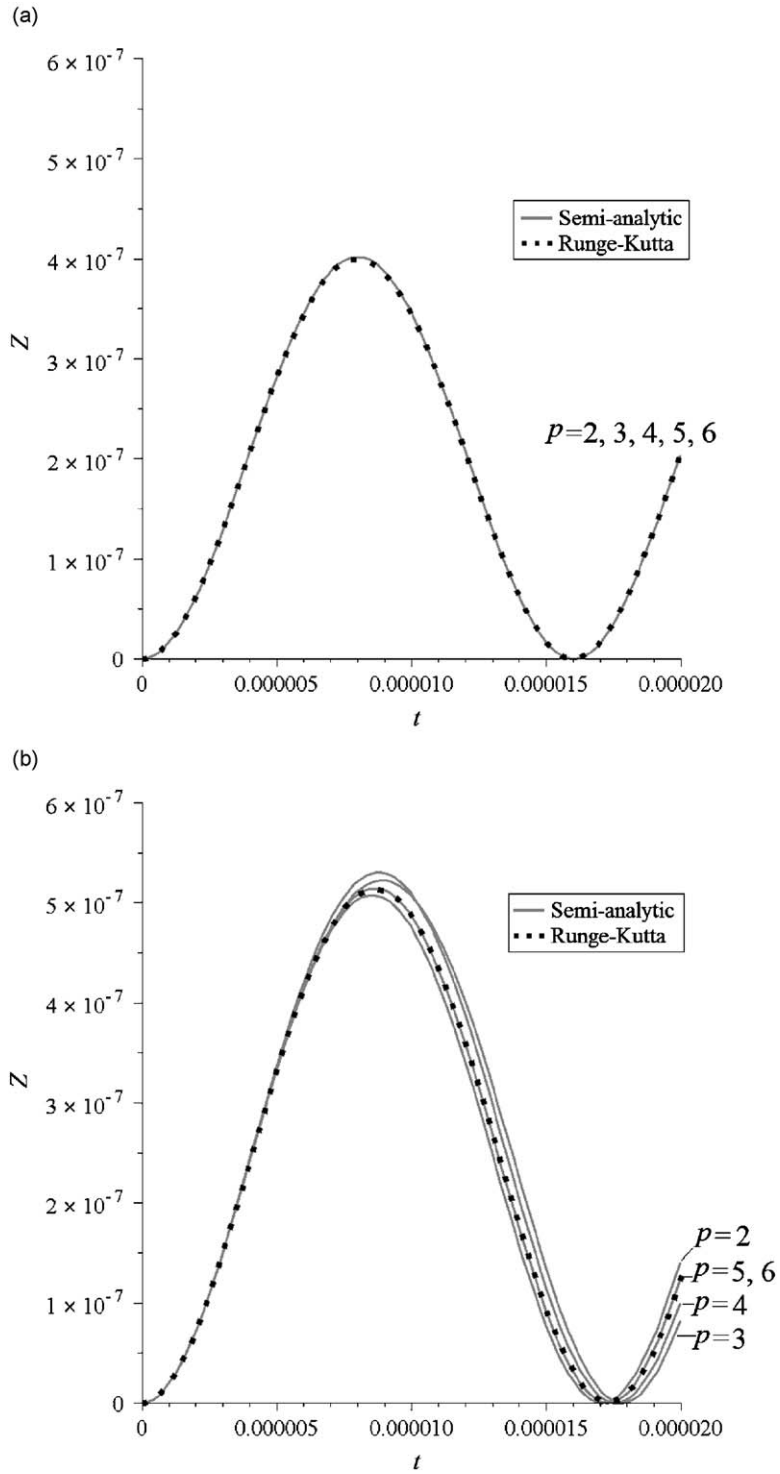 (a)
6 × 10⁻⁷
5 × 10⁻⁷
4 × 10⁻⁷
3 × 10⁻⁷
2 × 10⁻⁷
1 × 10⁻⁷
0
Z
Semi-analytic
Runge-Kutta
p=2, 3, 4, 5, 6
0
0.000005
0.000010
0.000015
0.000020
t
(b)
6 × 10⁻⁷
5 × 10⁻⁷
4 × 10⁻⁷
3 × 10⁻⁷
2 × 10⁻⁷
1 × 10⁻⁷
0
Z
Semi-analytic
Runge-Kutta
p=2
p=5, 6
p=4
p=3
0
0.000005
0.000010
0.000015
0.000020
t